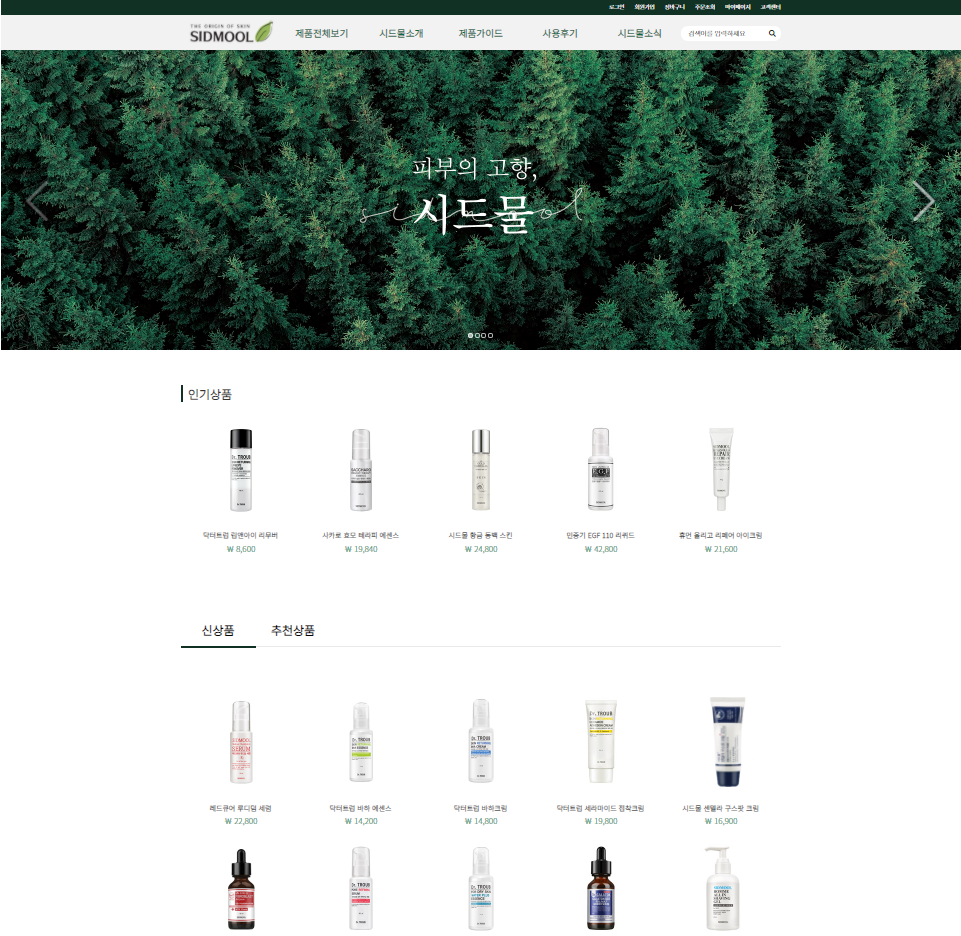 로그인 회원가입 장바구니 주문조회 마이페이지 고객센터
THE ORIGIN OF SKIN
SIDMOOL
제품전체보기 시드물소개 제품가이드 사용후기 시드물소식 검색어를 입력하세요
피부의 고향,
시드물
sidmool
인기상품
닥터트럽 립앤아이 리무버 사카로 효모 테라피 에센스 시드물 황금 동백 스킨 인중기 EGF 110 리퀴드 휴먼 올리고 리페어 아이크림
₩ 8,600 ₩ 19,840 ₩ 24,800 ₩ 42,800 ₩ 21,600
신상품 추천상품
레드큐어 루디덤 세럼 닥터트럽 바하 에센스 닥터트럽 바하크림 닥터트럽 세라마이드 정착크림 시드물 센텔라 구스팟 크림
₩ 22,800 ₩ 14,200 ₩ 14,800 ₩ 19,800 ₩ 16,900